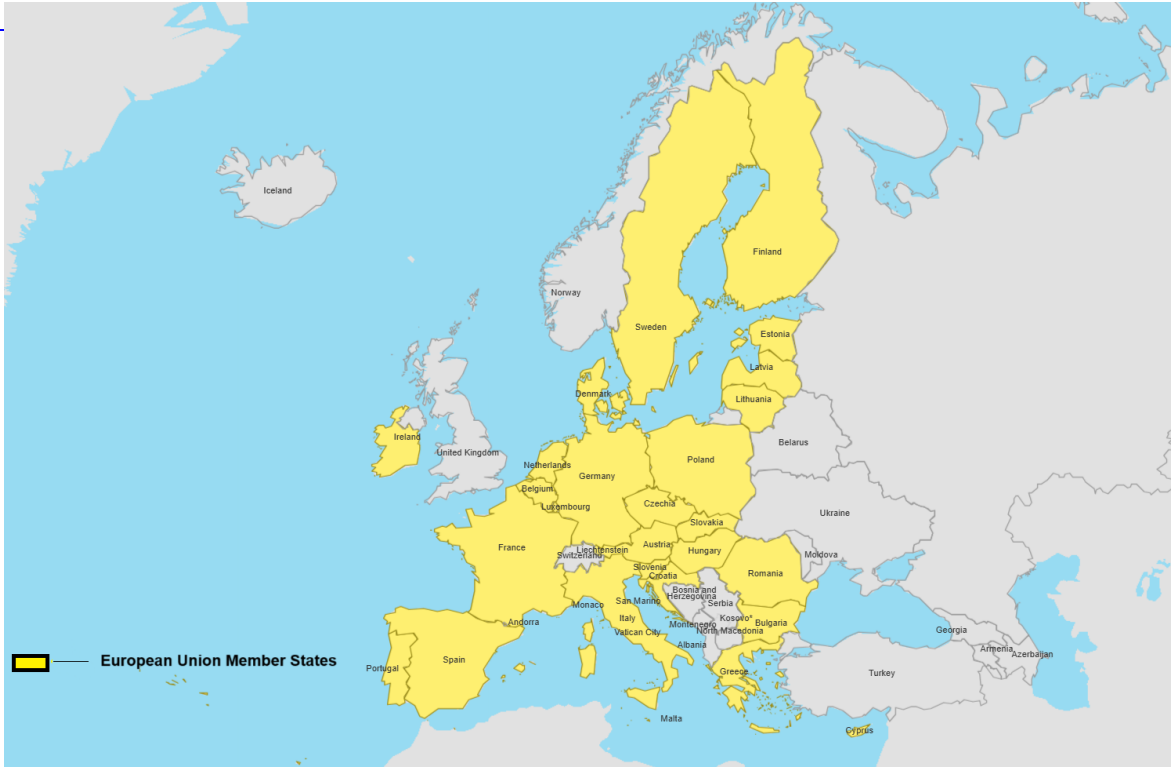 Iceland
Finland
Norway
Sweden
Estonia
Latvia
Denmark
Lithuania
Ireland
Belarus
United Kingdom
Poland
Netherlands
Germany
Belgium
Czechia
Luxembourg
Ukraine
Slovakia
France
Austria
Liechtenstein
Hungary
Switzerland
Moldova
Slovenia
Romania
Croatia
Bosnia and
Herzegovina
San Marino
Serbia
Monaco
Italy
Kosovo*
Andorra
Montenegro
Bulgaria
Vatican City
North Macedonia
Georgia
Albania
Armenia
Azerbaijan
European Union Member States
Spain
Portugal
Greece
Turkey
Malta
Cyprus